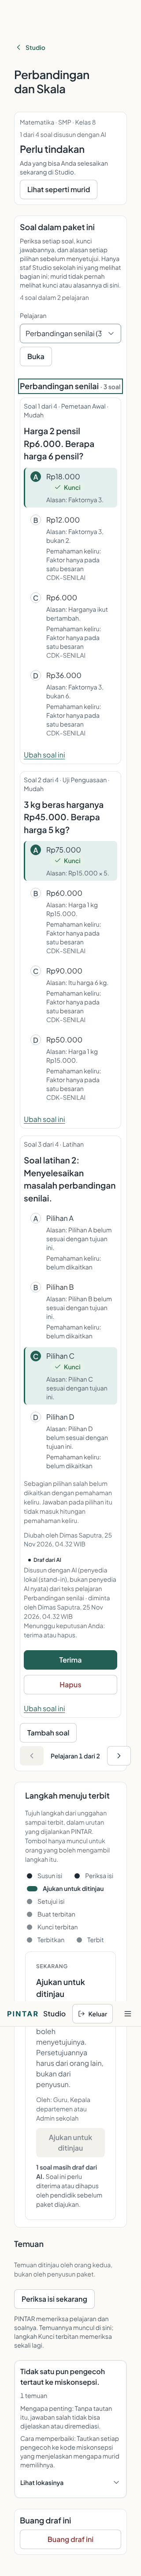 Studio
Perbandingan
dan Skala
Matematika · SMP · Kelas 8
1 dari 4 soal disusun dengan AI
Perlu tindakan
Ada yang bisa Anda selesaikan
sekarang di Studio.
Lihat seperti murid
Soal dalam paket ini
Periksa setiap soal, kunci
jawabannya, dan alasan setiap
pilihan sebelum menyetujui. Hanya
staf Studio sekolah ini yang melihat
bagian ini; murid tidak pernah
melihat kunci atau alasannya di sini.
4 soal dalam 2 pelajaran
Pelajaran
Perbandingan senilai (3
Buka
Perbandingan senilai · 3 soal
Soal 1 dari 4 · Pemetaan Awal ·
Mudah
Harga 2 pensil
Rp6.000. Berapa
harga 6 pensil?
A
Rp18.000
Kunci
Alasan: Faktornya 3.
B
Rp12.000
Alasan: Faktornya 3,
bukan 2.
Pemahaman keliru:
Faktor hanya pada
satu besaran
CDK-SENILAI
C
Rp6.000
Alasan: Harganya ikut
bertambah.
Pemahaman keliru:
Faktor hanya pada
satu besaran
CDK-SENILAI
D
Rp36.000
Alasan: Faktornya 3,
bukan 6.
Pemahaman keliru:
Faktor hanya pada
satu besaran
CDK-SENILAI
Ubah soal ini
Soal 2 dari 4 · Uji Penguasaan ·
Mudah
3 kg beras harganya
Rp45.000. Berapa
harga 5 kg?
A
Rp75.000
Kunci
Alasan: Rp15.000 × 5.
B
Rp60.000
Alasan: Harga 1 kg
Rp15.000.
Pemahaman keliru:
Faktor hanya pada
satu besaran
CDK-SENILAI
C
Rp90.000
Alasan: Itu harga 6 kg.
Pemahaman keliru:
Faktor hanya pada
satu besaran
CDK-SENILAI
D
Rp50.000
Alasan: Harga 1 kg
Rp15.000.
Pemahaman keliru:
Faktor hanya pada
satu besaran
CDK-SENILAI
Ubah soal ini
Soal 3 dari 4 · Latihan
Soal latihan 2:
Menyelesaikan
masalah perbandingan
senilai.
A
Pilihan A
Alasan: Pilihan A belum
sesuai dengan tujuan
ini.
Pemahaman keliru:
belum dikaitkan
B
Pilihan B
Alasan: Pilihan B belum
sesuai dengan tujuan
ini.
Pemahaman keliru:
belum dikaitkan
C
Pilihan C
Kunci
Alasan: Pilihan C
sesuai dengan tujuan
ini.
D
Pilihan D
Alasan: Pilihan D
belum sesuai dengan
tujuan ini.
Pemahaman keliru:
belum dikaitkan
Sebagian pilihan salah belum
dikaitkan dengan pemahaman
keliru. Jawaban pada pilihan itu
tidak masuk hitungan
pemahaman keliru.
Diubah oleh Dimas Saputra, 25
Nov 2026, 04.32 WIB
Draf dari AI
Disusun dengan AI (penyedia
lokal (stand-in), bukan penyedia
AI nyata) dari teks pelajaran
Perbandingan senilai · diminta
oleh Dimas Saputra, 25 Nov
2026, 04.32 WIB
Menunggu keputusan Anda:
terima atau hapus.
Terima
Hapus
Ubah soal ini
Tambah soal
Pelajaran 1 dari 2
Langkah menuju terbit
Tujuh langkah dari unggahan
sampai terbit, dalam urutan
yang dijalankan PINTAR.
Tombol hanya muncul untuk
orang yang boleh mengambil
langkah itu.
Susun isi
Periksa isi
Ajukan untuk ditinjau
Setujui isi
Buat terbitan
Kunci terbitan
Terbitkan
Terbit
SEKARANG
Ajukan untuk
ditinjau
PINTAR Studio
Keluar
boleh
menyetujuinya.
Persetujuannya
harus dari orang lain,
bukan dari
penyusun.
Oleh: Guru, Kepala
departemen atau
Admin sekolah
Ajukan untuk
ditinjau
1 soal masih draf dari
AI. Soal ini perlu
diterima atau dihapus
oleh pendidik sebelum
paket diajukan.
Temuan
Temuan ditinjau oleh orang kedua,
bukan oleh penyusun paket.
Periksa isi sekarang
PINTAR memeriksa pelajaran dan
soalnya. Temuannya muncul di sini;
langkah Kunci terbitan memeriksa
sekali lagi.
Tidak satu pun pengecoh
tertaut ke miskonsepsi.
1 temuan
Mengapa penting: Tanpa tautan
itu, jawaban salah tidak bisa
dijelaskan atau diremediasi.
Cara memperbaiki: Tautkan setiap
pengecoh ke kode miskonsepsi
yang menjelaskan mengapa murid
memilihnya.
Lihat lokasinya
Buang draf ini
Buang draf ini